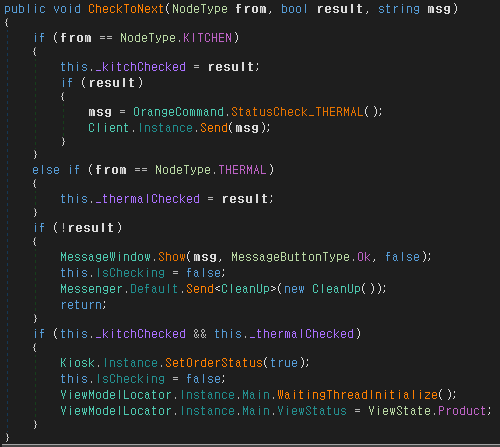 public void CheckToNext(NodeType from, bool result, string msg)
{
    if (from == NodeType.KITCHEN)
    {
        this._kitchChecked = result;
        if (result)
        {
            msg = OrangeCommand.StatusCheck_THERMAL();
            Client.Instance.Send(msg);
        }
    }
    else if (from == NodeType.THERMAL)
    {
        this._thermalChecked = result;
    }
    if (!result)
    {
        MessageWindow.Show(msg, MessageButtonType.Ok, false);
        this.IsChecking = false;
        Messenger.Default.Send<CleanUp>(new CleanUp());
        return;
    }
    if (this._kitchChecked && this._thermalChecked)
    {
        Kiosk.Instance.SetOrderStatus(true);
        this.IsChecking = false;
        ViewModelLocator.Instance.Main.WaitingThreadInitialize();
        ViewModelLocator.Instance.Main.ViewStatus = ViewState.Product;
    }
}